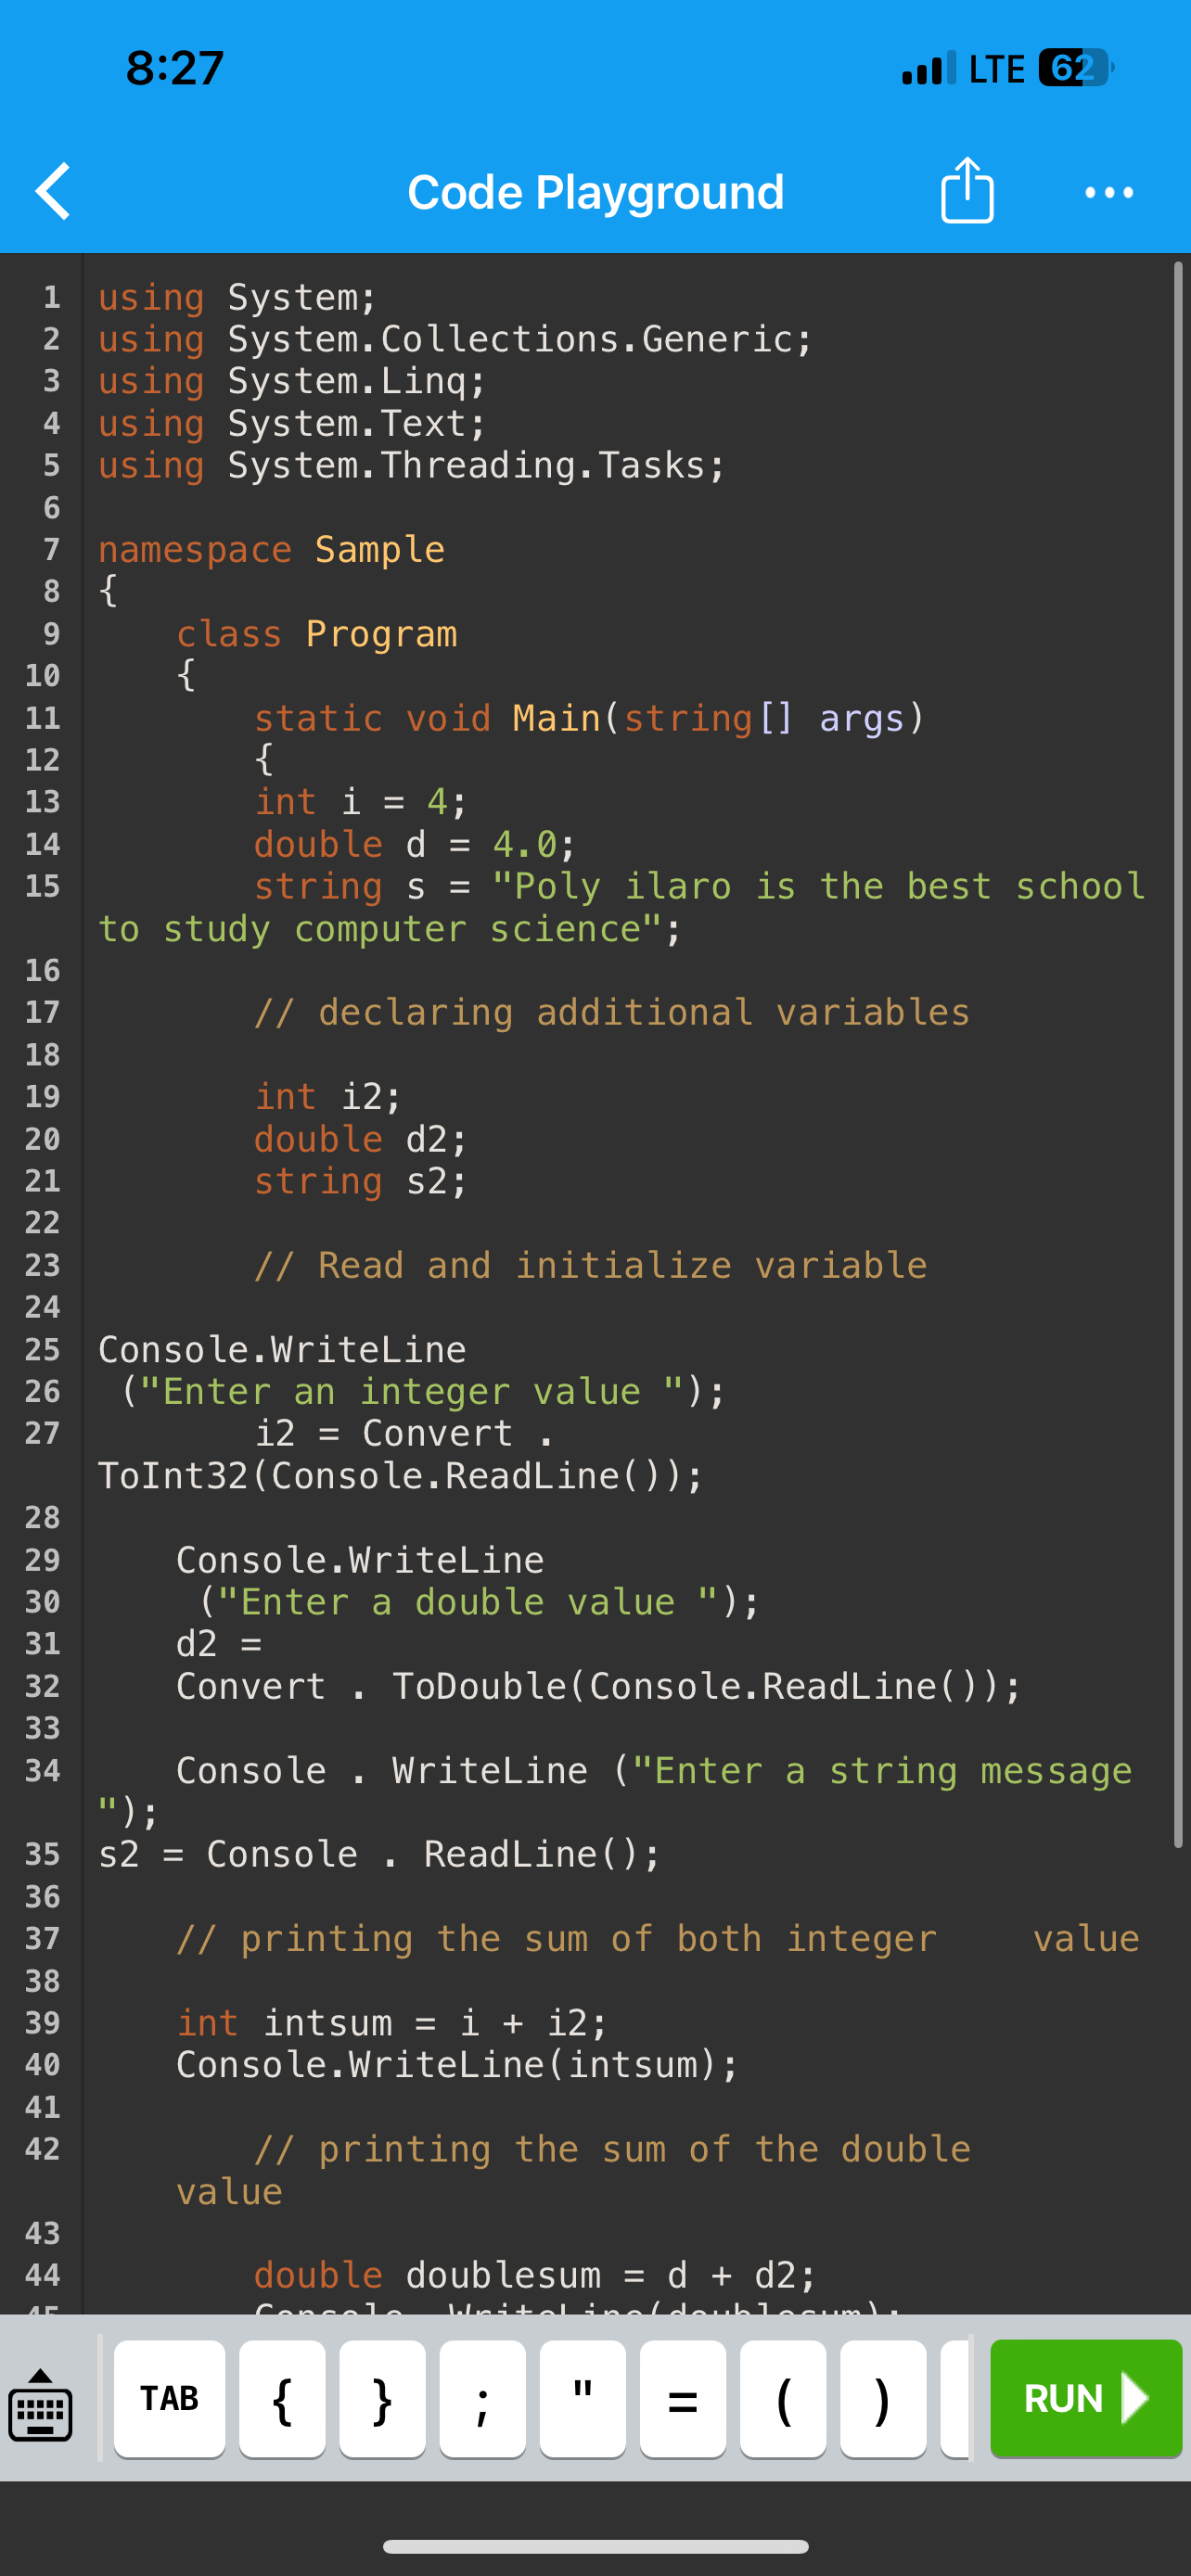 8:27
LTE 62
Code Playground
1 using System;
2 using System.Collections.Generic;
3 using System.Linq;
4 using System.Text;
5 using System.Threading.Tasks;
6
7 namespace Sample
8 {
9 class Program
10 {
11 static void Main(string[] args)
12 {
13 int i = 4;
14 double d = 4.0;
15 string s = "Poly ilaro is the best school
to study computer science";
16
17 // declaring additional variables
18
19 int i2;
20 double d2;
21 string s2;
22
23 // Read and initialize variable
24
25 Console.WriteLine
26 ("Enter an integer value ");
27 i2 = Convert .
ToInt32(Console.ReadLine());
28
29 Console.WriteLine
30 ("Enter a double value ");
31 d2 =
32 Convert . ToDouble(Console.ReadLine());
33
34 Console . WriteLine ("Enter a string message
");
35 s2 = Console . ReadLine();
36
37 // printing the sum of both integer    value
38
39 int intsum = i + i2;
40 Console.WriteLine(intsum);
41
42 // printing the sum of the double
value
43
44 double doublesum = d + d2;
45 Console . WriteLine(doublesum);
TAB { } ; " = ( ) RUN